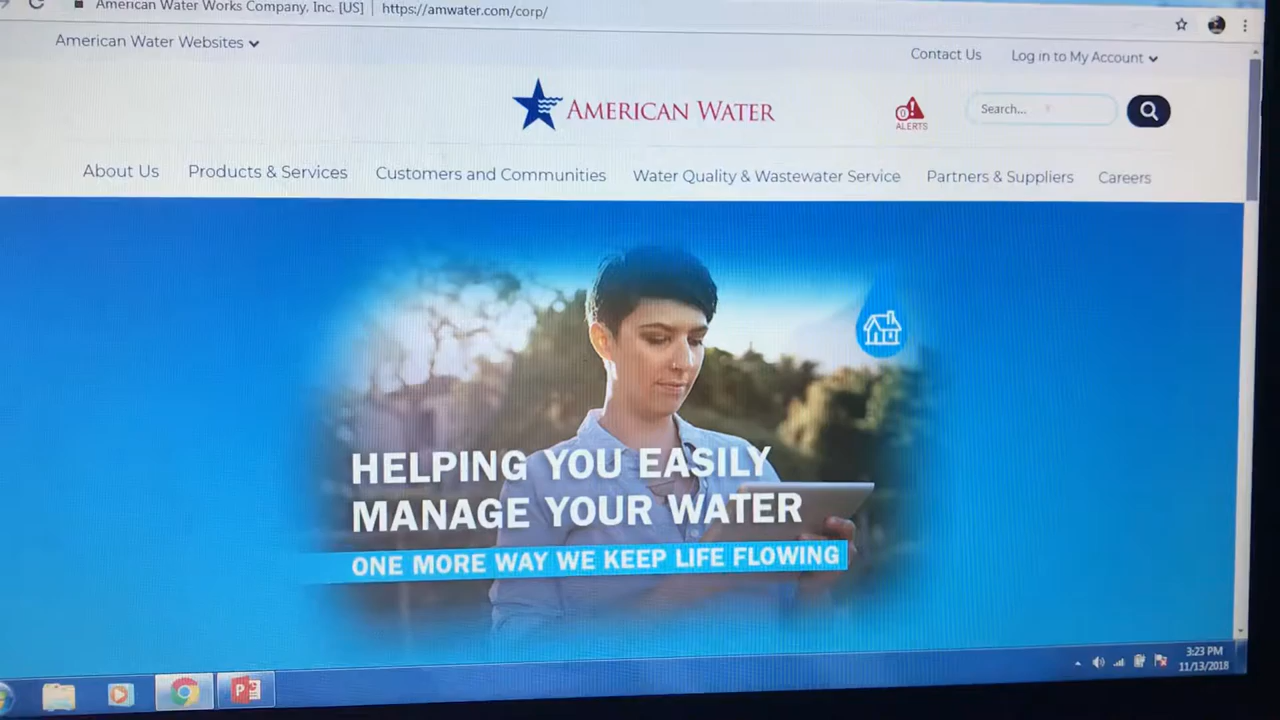 American Water Works Company, Inc. [US] | https://amwater.com/corp/
American Water Websites
Contact Us
Log in to My Account
AMERICAN WATER
0
!
ALERTS
Search...
About Us
Products & Services
Customers and Communities
Water Quality & Wastewater Service
Partners & Suppliers
Careers
HELPING YOU EASILY
MANAGE YOUR WATER
ONE MORE WAY WE KEEP LIFE FLOWING
P
3:23 PM
11/13/2018